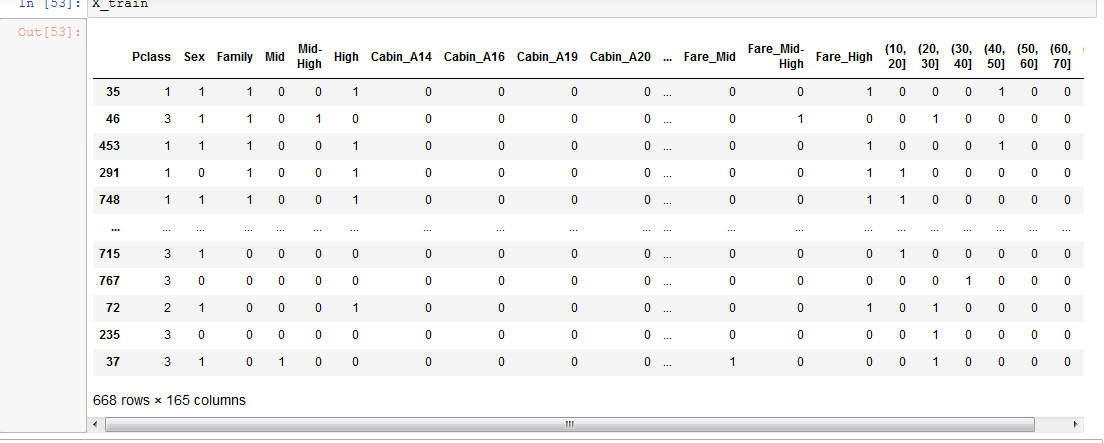 In [53]: X_train
Out[53]:
Pclass Sex Family Mid Mid-High High Cabin_A14 Cabin_A16 Cabin_A19 Cabin_A20 ... Fare_Mid Fare_Mid-High Fare_High (10, 20] (20, 30] (30, 40] (40, 50] (50, 60] (60, 70]
35 1 1 1 0 0 1 0 0 0 0 ... 0 0 1 0 0 0 1 0 0
46 3 1 1 0 1 0 0 0 0 0 ... 0 1 0 0 1 0 0 0 0
453 1 1 1 0 0 1 0 0 0 0 ... 0 0 1 0 0 0 1 0 0
291 1 0 1 0 0 1 0 0 0 0 ... 0 0 1 1 0 0 0 0 0
748 1 1 1 0 0 1 0 0 0 0 ... 0 0 1 1 0 0 0 0 0
... ... ... ... ... ... ... ... ... ... ... ... ... ... ... ... ... ... ... ... ...
715 3 1 0 0 0 0 0 0 0 0 ... 0 0 0 1 0 0 0 0 0
767 3 0 0 0 0 0 0 0 0 0 ... 0 0 0 0 0 1 0 0 0
72 2 1 0 0 0 1 0 0 0 0 ... 0 0 1 0 1 0 0 0 0
235 3 0 0 0 0 0 0 0 0 0 ... 0 0 0 0 1 0 0 0 0
37 3 1 0 1 0 0 0 0 0 0 ... 1 0 0 0 1 0 0 0 0
668 rows × 165 columns